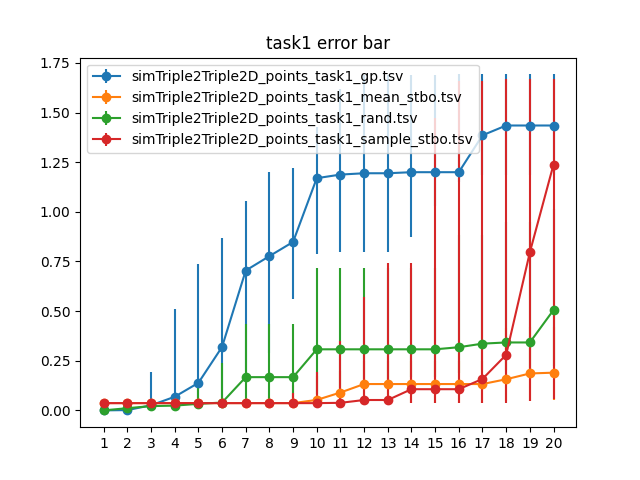 task1 error bar
simTriple2Triple2D_points_task1_gp.tsv
simTriple2Triple2D_points_task1_mean_stbo.tsv
simTriple2Triple2D_points_task1_rand.tsv
simTriple2Triple2D_points_task1_sample_stbo.tsv
1.75
1.50
1.25
1.00
0.75
0.50
0.25
0.00
1 2 3 4 5 6 7 8 9 10 11 12 13 14 15 16 17 18 19 20